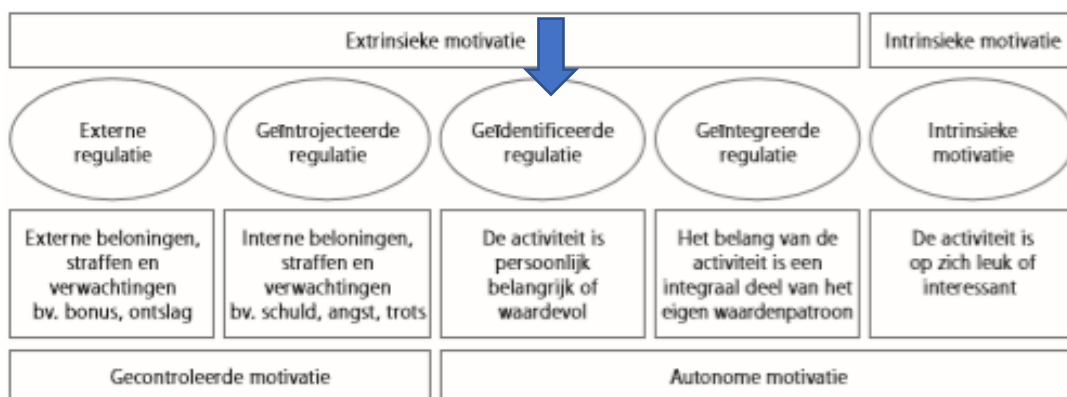 Extrinsieke motivatie
Intrinsieke motivatie
Externe
regulatie
Geïntrojecteerde
regulatie
Geïdentificeerde
regulatie
Geïntegreerde
regulatie
Intrinsieke
motivatie
Externe beloningen,
straffen en
verwachtingen
bv. bonus, ontslag
Interne beloningen,
straffen en
verwachtingen
bv. schuld, angst, trots
De activiteit is
persoonlijk
belangrijk of
waardevol
Het belang van de
activiteit is een
integraal deel van het
eigen waardenpatroon
De activiteit is
op zich leuk of
interessant
Gecontroleerde motivatie
Autonome motivatie